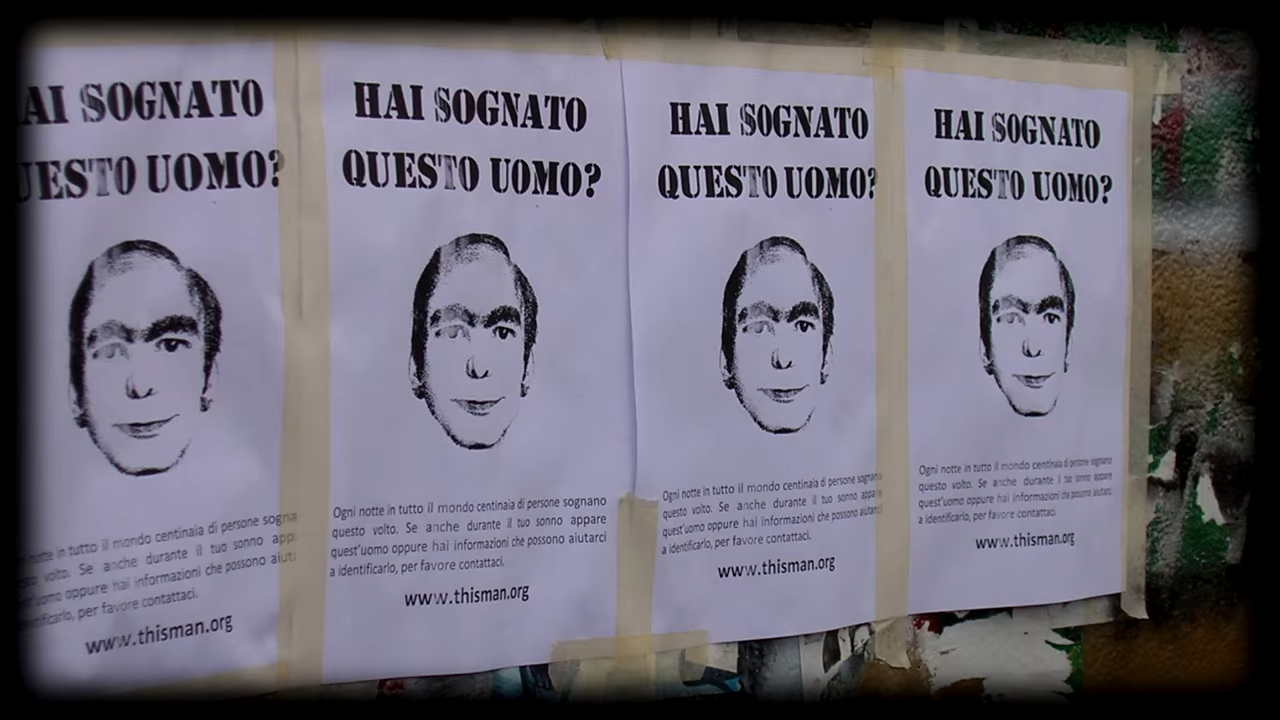 AI SOGNATO
UESTO UOMO?
notte in tutto il mondo centinaia di persone sogna
volto. Se anche durante il tuo sonno app
uomo oppure hai informazioni che possono aiuta
entificarlo, per favore contattaci.
www.thisman.org
HAI SOGNATO
QUESTO UOMO?
Ogni notte in tutto il mondo centinaia di persone sognano
questo volto. Se anche durante il tuo sonno appare
quest'uomo oppure hai informazioni che possono aiutarci
a identificarlo, per favore contattaci.
www.thisman.org
HAI SOGNATO
QUESTO UOMO?
Ogni notte in tutto il mondo centinaia di persone sognano
questo volto. Se anche durante il tuo sonno appare
quest'uomo oppure hai informazioni che possono aiutarci
a identificarlo, per favore contattaci.
www.thisman.org
HAI SOGNATO
QUESTO UOMO?
Ogni notte in tutto il mondo centinaia di persone sognano
questo volto. Se anche durante il tuo sonno appare
quest'uomo oppure hai informazioni che possono aiutarci
a identificarlo, per favore contattaci.
www.thisman.org